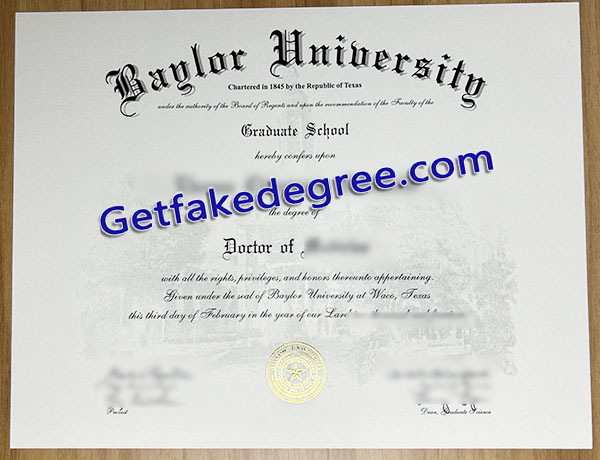 Baylor University
Chartered in 1845 by the Republic of Texas
under the authority of the Board of Regents and upon the recommendation of the Faculty of the
Graduate School
hereby confers upon
Getfakedegree.com
the degree of
Doctor of
with all the rights, privileges, and honors thereunto appertaining.
Given under the seal of Baylor University at Waco, Texas
this third day of February in the year of our Lord
Provost
Dean, Graduate Science